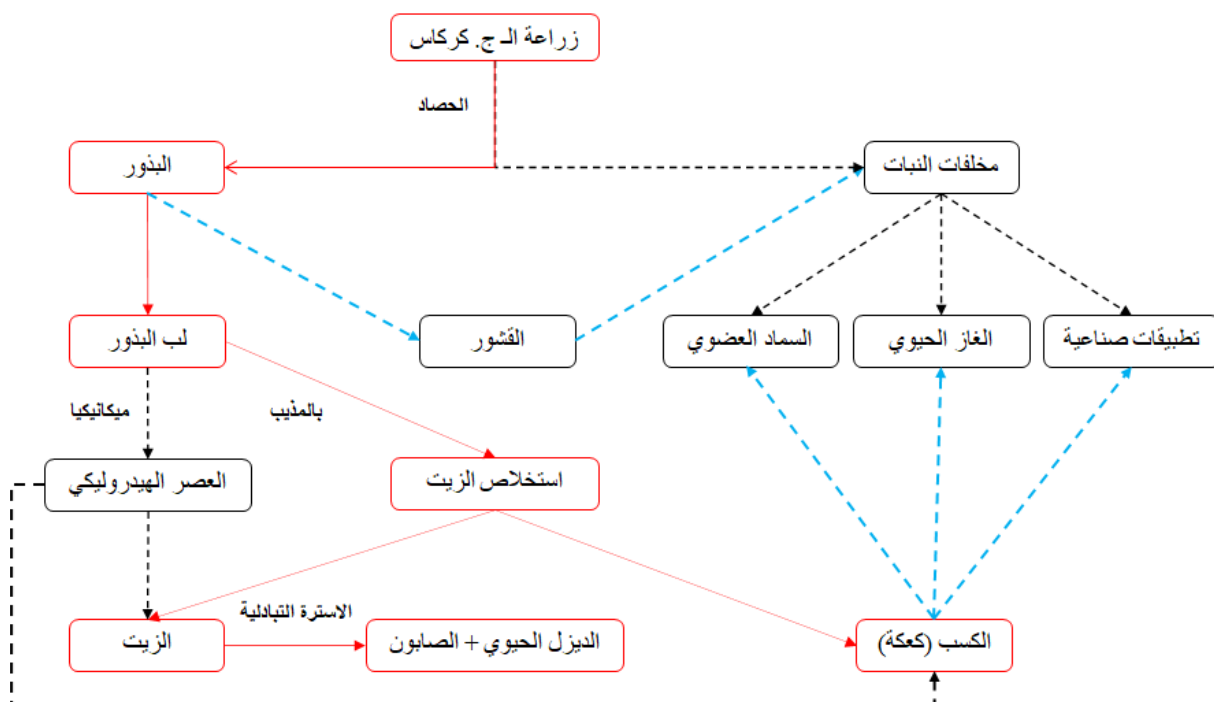 زراعة الـ ج. كركاس
الحصاد
مخلفات النبات
البذور
تطبيقات صناعية
الغاز الحيوي
السماد العضوي
القشور
لب البذور
بالمذيب
ميكانيكيا
استخلاص الزيت
العصر الهيدروليكي
الاسترة التبادلية
الكسب (كعكة)
الديزل الحيوي + الصابون
الزيت